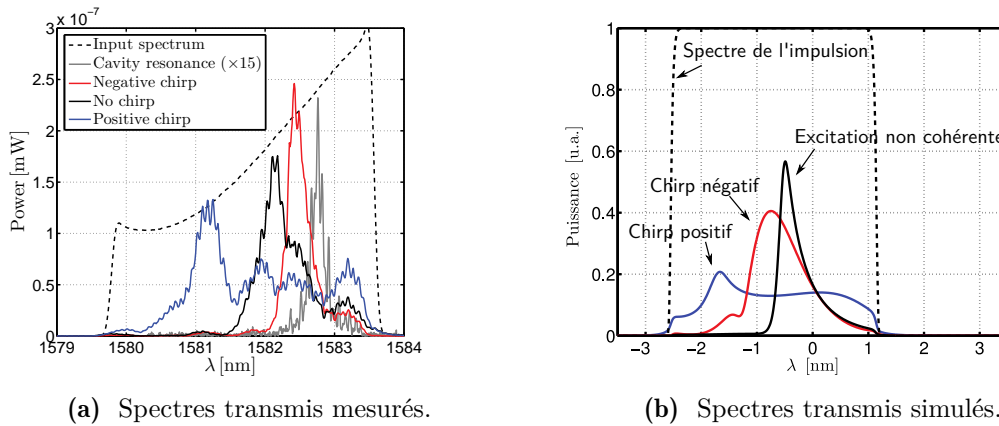 3 x 10⁻⁷
2.5
2
1.5
1
0.5
0
Power [mW]
Input spectrum
Cavity resonance (×15)
Negative chirp
No chirp
Positive chirp
1579 1580 1581 1582 1583 1584
λ [nm]
(a) Spectres transmis mesurés.
1
0.8
0.6
0.4
0.2
0
Puissance [u.a.]
Spectre de l'impulsion
Excitation non cohérente
Chirp négatif
Chirp positif
−3 −2 −1 0 1 2 3
λ [nm]
(b) Spectres transmis simulés.